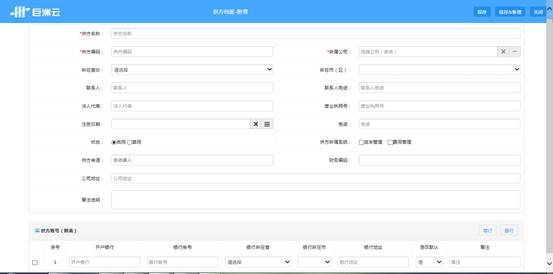 巨洲云 供方档案-新增 保存 保存&新增 关闭
*供方名称： 供方名称
*供方编码： 供方编码 *所属公司： 选择公司（多选）
所在省份： 请选择 所在市（区）：
联系人： 联系人 联系人电话： 联系人电话
法人代表： 法人代表 营业执照号： 营业执照号
注册日期： 电话： 电话
状态： 启用 禁用 供方所属系统： 成本管理 费用管理
供方来源： 系统录入 财务编码：
公司地址： 公司地址
备注说明：
供方账号（附表） 增行 删行
序号 开户银行 银行账号 银行所在省 银行所在市 银行地址 是否默认 备注
1 开户银行 银行账号 请选择 银行地址 是 备注